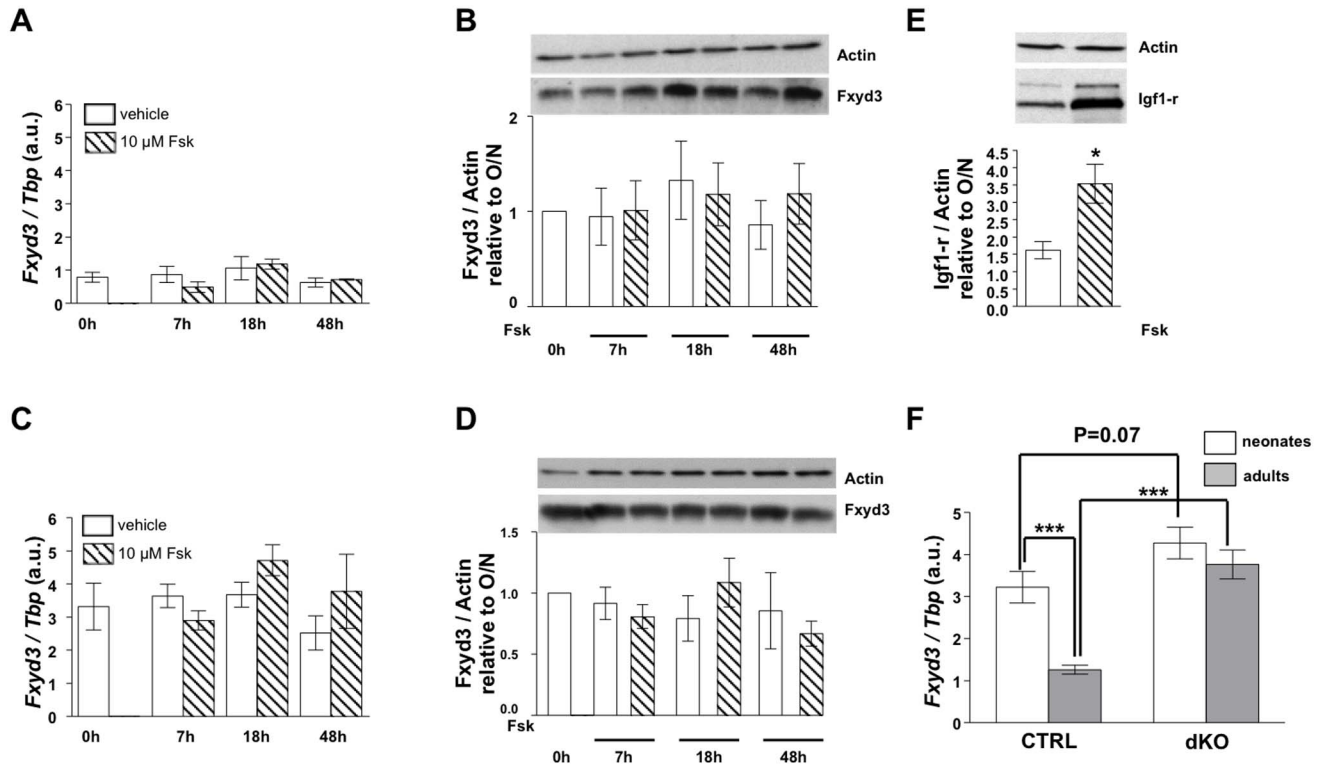 A
Fxyd3 / Tbp (a.u.)
6
5
4
3
2
1
0
vehicle
10 µM Fsk
0h 7h 18h 48h
B
Actin
Fxyd3
Fxyd3 / Actin
relative to O/N
2
1
0
Fsk
0h 7h 18h 48h
E
Actin
Igf1-r
Igf1-r / Actin
relative to O/N
4.5
3.5
3.5
2.5
2.0
1.5
1.5
0.5
0.0
*
Fsk
C
Fxyd3 / Tbp (a.u.)
6
5
4
3
2
1
0
vehicle
10 µM Fsk
0h 7h 18h 48h
D
Actin
Fxyd3
Fxyd3 / Actin
relative to O/N
1.5
1.0
0.5
0.0
Fsk
0h 7h 18h 48h
F
P=0.07
neonates
adults
***
***
Fxyd3 / Tbp (a.u.)
5
4
3
2
1
0
CTRL dKO